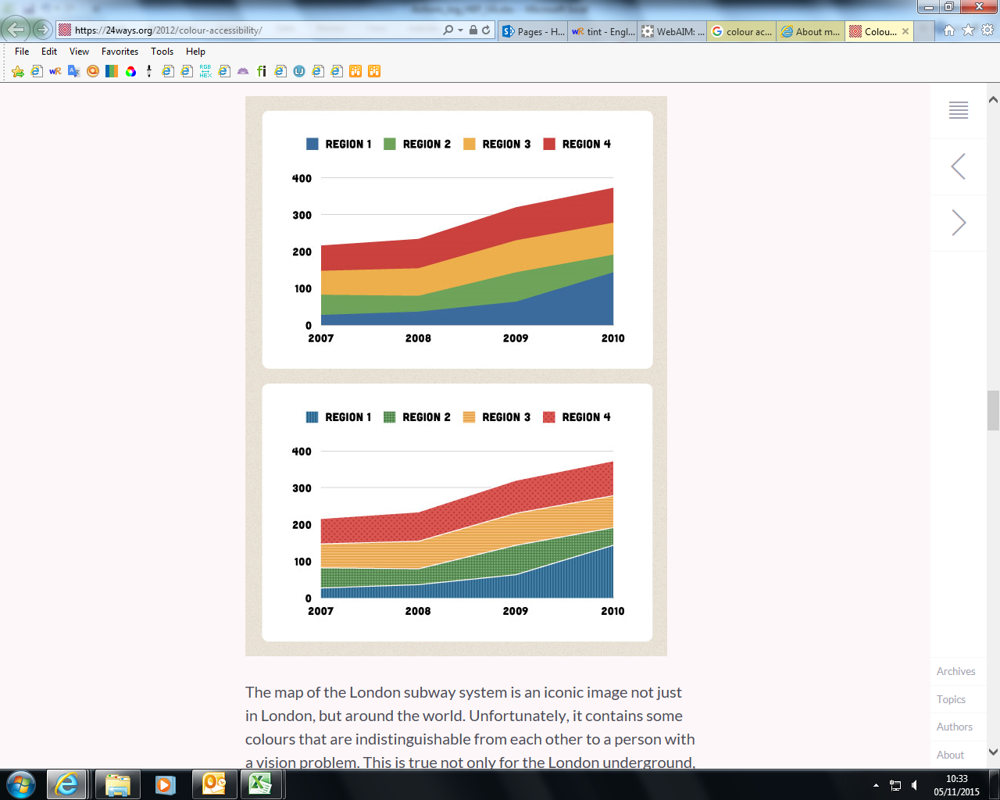 https://24ways.org/2012/colour-accessibility/
Pages - H...
wR tint - Engl...
WebAIM: ...
colour ac...
About m...
Colou...
File Edit View Favorites Tools Help
wR
RGB
HEX
fi
REGION 1 REGION 2 REGION 3 REGION 4
400
300
200
100
0
2007 2008 2009 2010
REGION 1 REGION 2 REGION 3 REGION 4
400
300
200
100
0
2007 2008 2009 2010
The map of the London subway system is an iconic image not just
in London, but around the world. Unfortunately, it contains some
colours that are indistinguishable from each other to a person with
a vision problem. This is true not only for the London underground,
Archives
Topics
Authors
About
10:33
05/11/2015